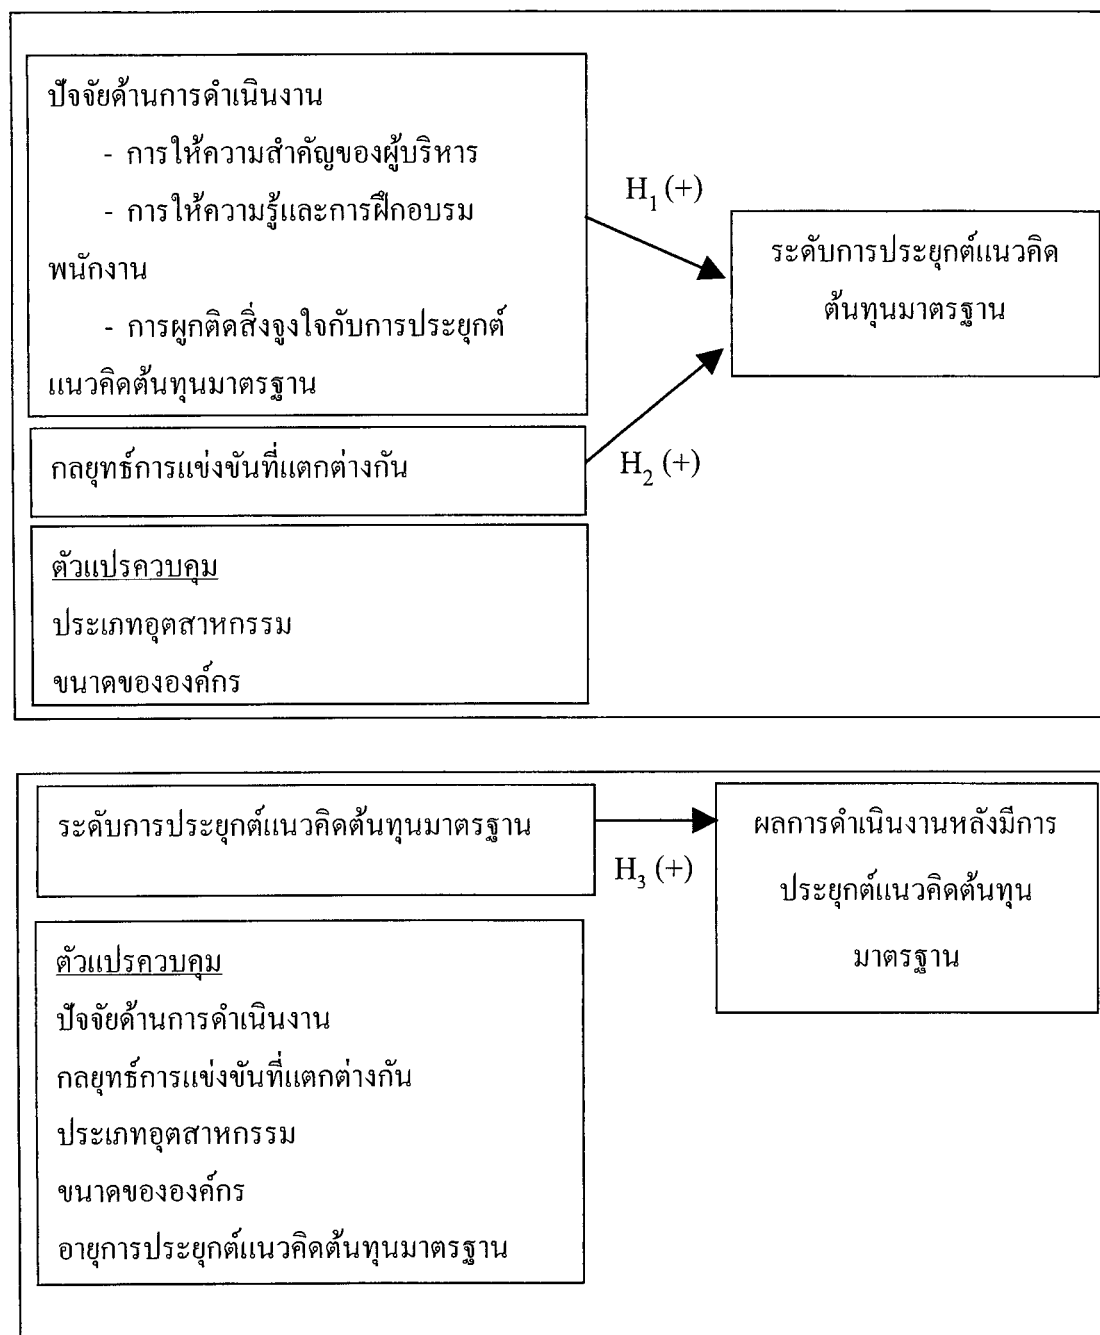 ปัจจัยด้านการดำเนินงาน
- การให้ความสำคัญของผู้บริหาร
- การให้ความรู้และการฝึกอบรม
พนักงาน
- การผูกติดสิ่งจูงใจกับการประยุกต์
แนวคิดต้นทุนมาตรฐาน
H1 (+)
ระดับการประยุกต์แนวคิด
ต้นทุนมาตรฐาน
กลยุทธ์การแข่งขันที่แตกต่างกัน
H2 (+)
ตัวแปรควบคุม
ประเภทอุตสาหกรรม
ขนาดขององค์กร
ระดับการประยุกต์แนวคิดต้นทุนมาตรฐาน
H3 (+)
ผลการดำเนินงานหลังมีการ
ประยุกต์แนวคิดต้นทุน
มาตรฐาน
ตัวแปรควบคุม
ปัจจัยด้านการดำเนินงาน
กลยุทธ์การแข่งขันที่แตกต่างกัน
ประเภทอุตสาหกรรม
ขนาดขององค์กร
อายุการประยุกต์แนวคิดต้นทุนมาตรฐาน